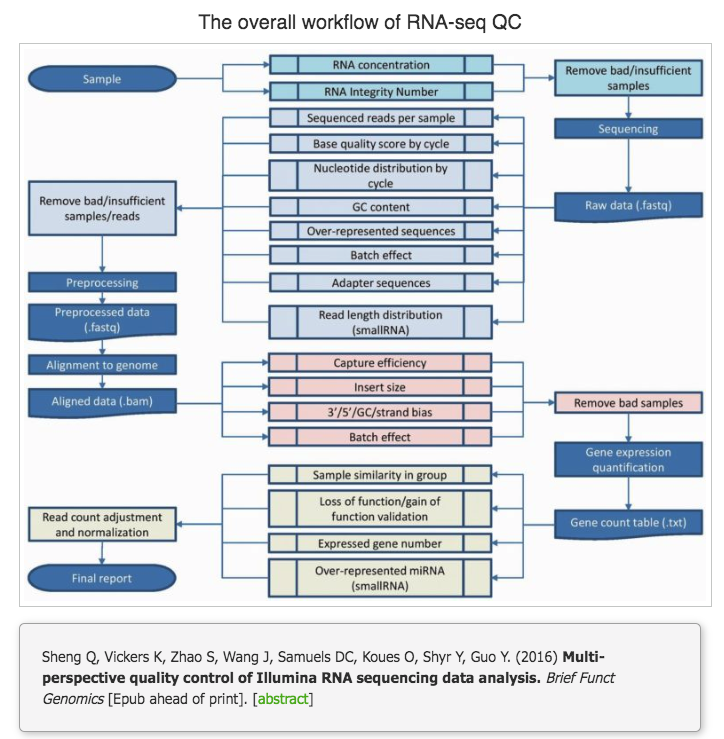 The overall workflow of RNA-seq QC
Sample
RNA concentration
RNA Integrity Number
Remove bad/insufficient
samples
Sequencing
Raw data (.fastq)
Sequenced reads per sample
Base quality score by cycle
Nucleotide distribution by
cycle
GC content
Over-represented sequences
Batch effect
Adapter sequences
Read length distribution
(smallRNA)
Remove bad/insufficient
samples/reads
Preprocessing
Preprocessed data
(.fastq)
Alignment to genome
Aligned data (.bam)
Capture efficiency
Insert size
3’/5’/GC/strand bias
Batch effect
Remove bad samples
Gene expression
quantification
Gene count table (.txt)
Sample similarity in group
Loss of function/gain of
function validation
Expressed gene number
Over-represented miRNA
(smallRNA)
Read count adjustment
and normalization
Final report
Sheng Q, Vickers K, Zhao S, Wang J, Samuels DC, Koues O, Shyr Y, Guo Y. (2016) Multi-
perspective quality control of Illumina RNA sequencing data analysis. Brief Funct
Genomics [Epub ahead of print]. [abstract]